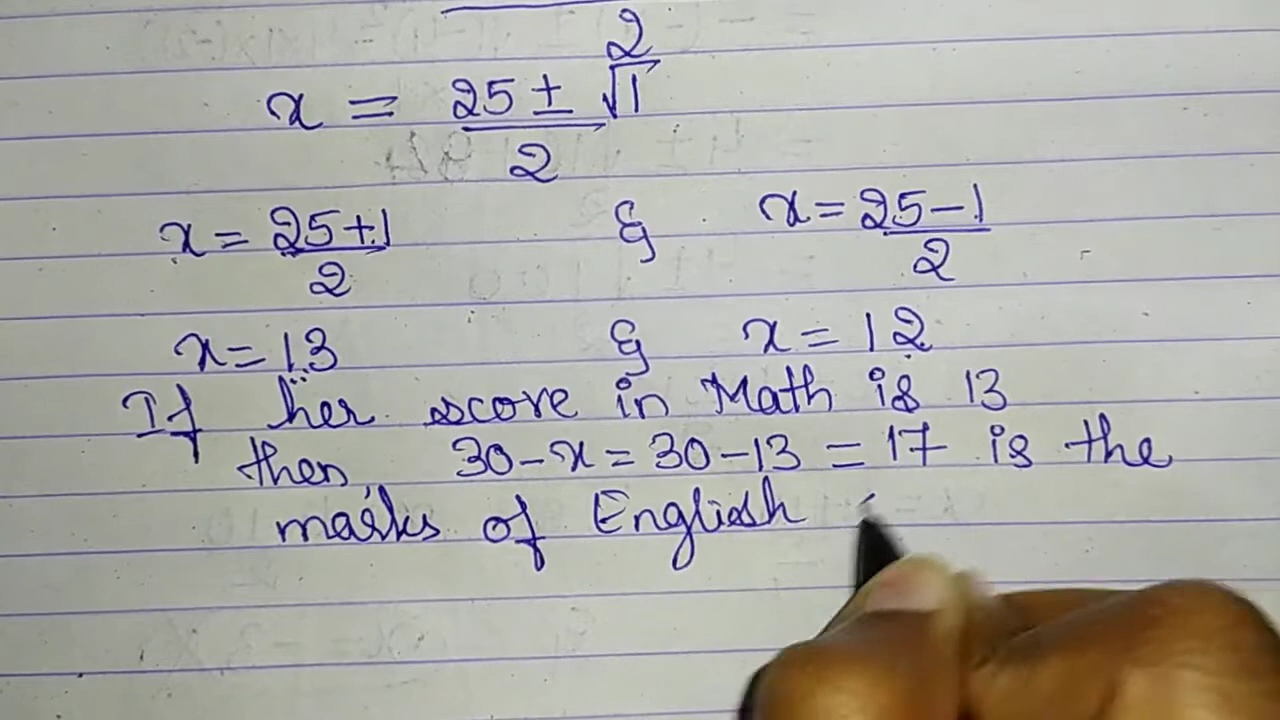 2
x = 25 ± √1
2
x = 25+1 & x = 25-1
2 2
x = 13 & x = 12
If her score in Math is 13
then, 30-x = 30-13 = 17 is the
marks of English